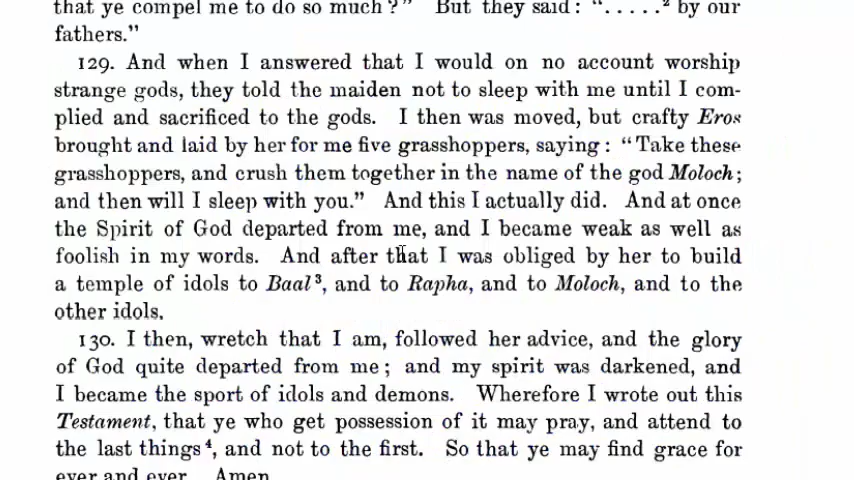 that ye compel me to do so much?" But they said: ".....² by our
fathers."
129. And when I answered that I would on no account worship
strange gods, they told the maiden not to sleep with me until I com-
plied and sacrificed to the gods. I then was moved, but crafty Eros
brought and laid by her for me five grasshoppers, saying: "Take these
grasshoppers, and crush them together in the name of the god Moloch;
and then will I sleep with you." And this I actually did. And at once
the Spirit of God departed from me, and I became weak as well as
foolish in my words. And after that I was obliged by her to build
a temple of idols to Baal³, and to Rapha, and to Moloch, and to the
other idols.
130. I then, wretch that I am, followed her advice, and the glory
of God quite departed from me; and my spirit was darkened, and
I became the sport of idols and demons. Wherefore I wrote out this
Testament, that ye who get possession of it may pray, and attend to
the last things⁴, and not to the first. So that ye may find grace for
ever and ever. Amen